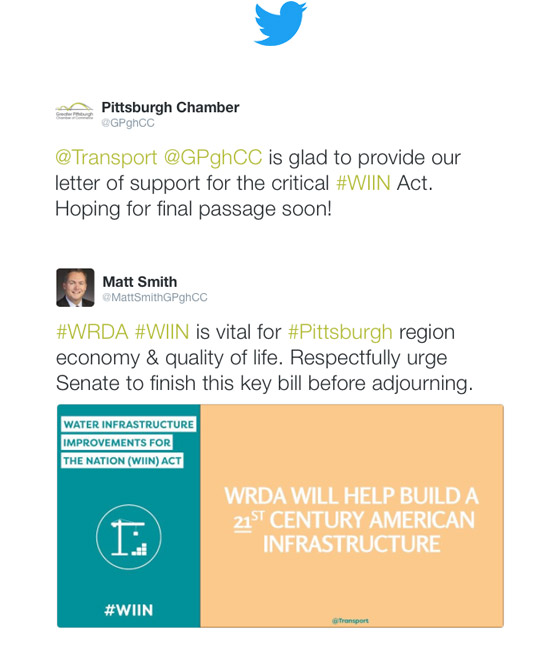 Greater Pittsburgh
Chamber of Commerce
Pittsburgh Chamber
@GPghCC
@Transport @GPghCC is glad to provide our
letter of support for the critical #WIIN Act.
Hoping for final passage soon!
Matt Smith
@MattSmithGPghCC
#WRDA #WIIN is vital for #Pittsburgh region
economy & quality of life. Respectfully urge
Senate to finish this key bill before adjourning.
WATER INFRASTRUCTURE
IMPROVEMENTS FOR
THE NATION (WIIN) ACT
#WIIN
WRDA WILL HELP BUILD A
21ST CENTURY AMERICAN
INFRASTRUCTURE
@Transport